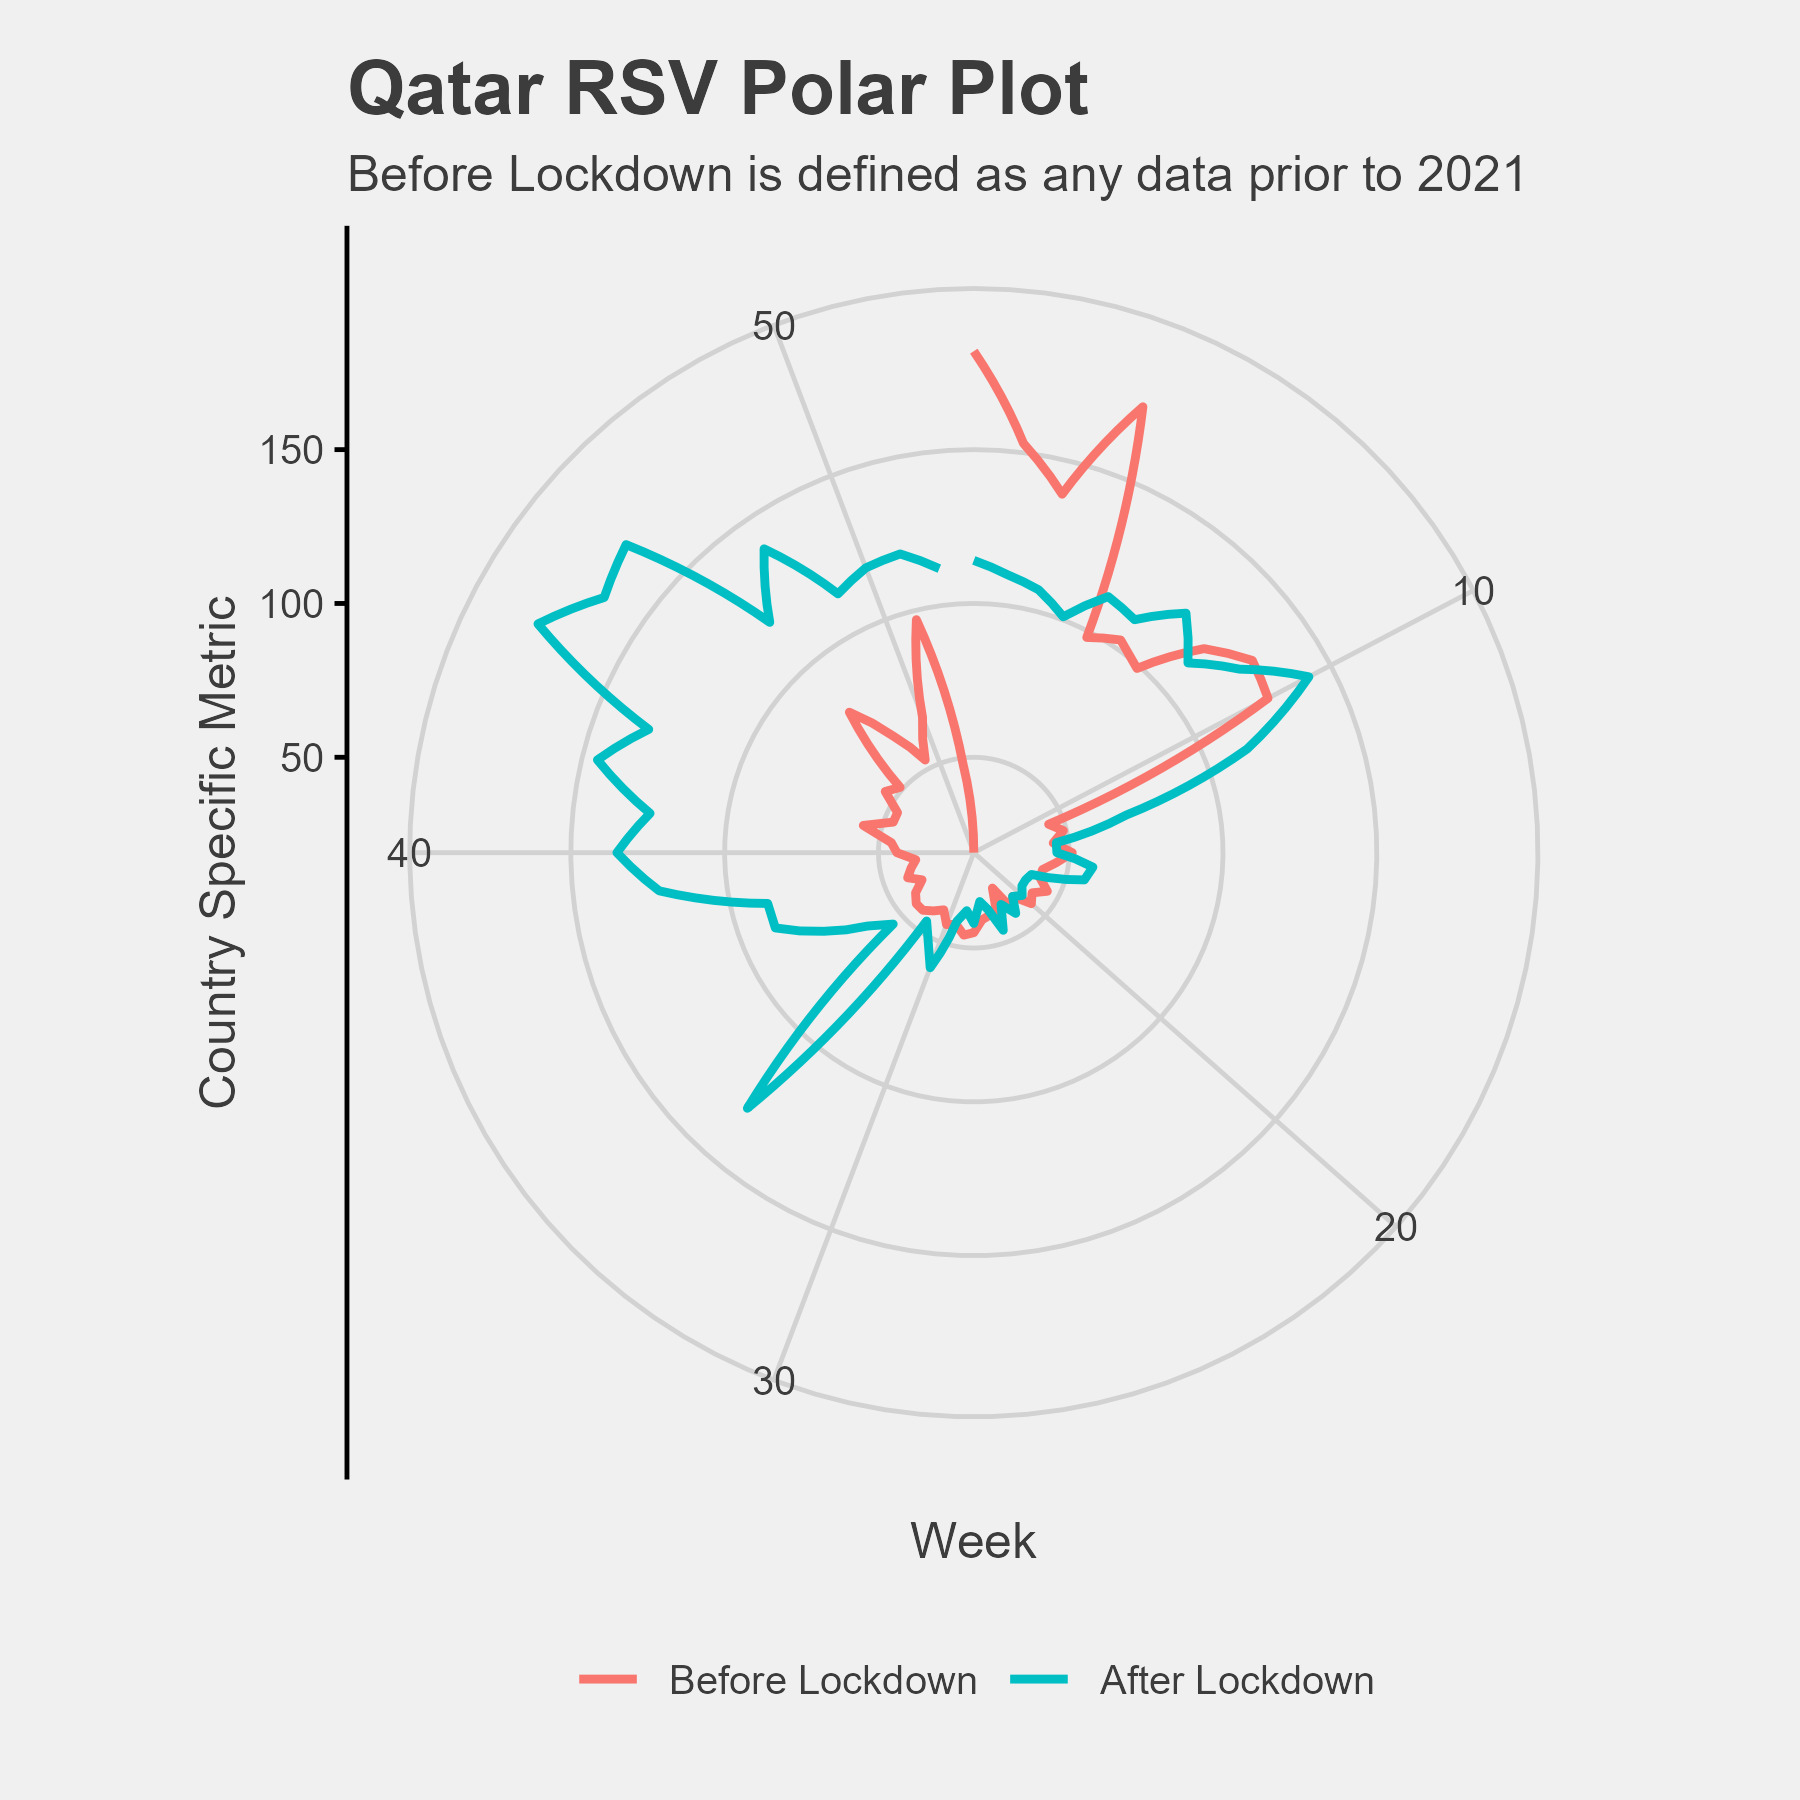 Qatar RSV Polar Plot
Before Lockdown is defined as any data prior to 2021
50
150
10
100
50
Country Specific Metric
40
20
30
Week
Before Lockdown
After Lockdown